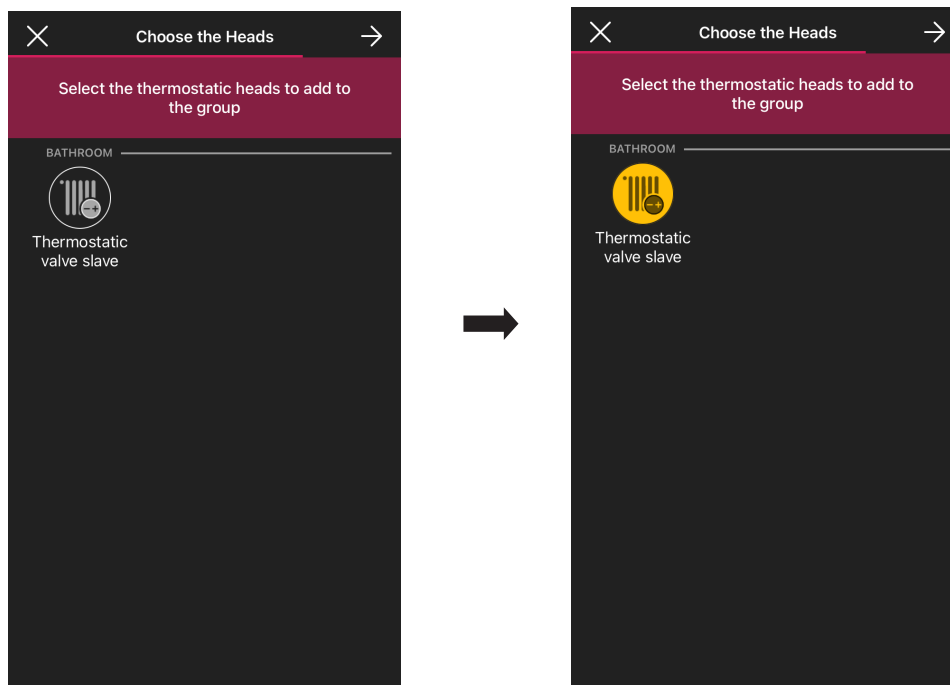 Choose the Heads
Select the thermostatic heads to add to
the group
BATHROOM
Thermostatic
valve slave
Choose the Heads
Select the thermostatic heads to add to
the group
BATHROOM
Thermostatic
valve slave